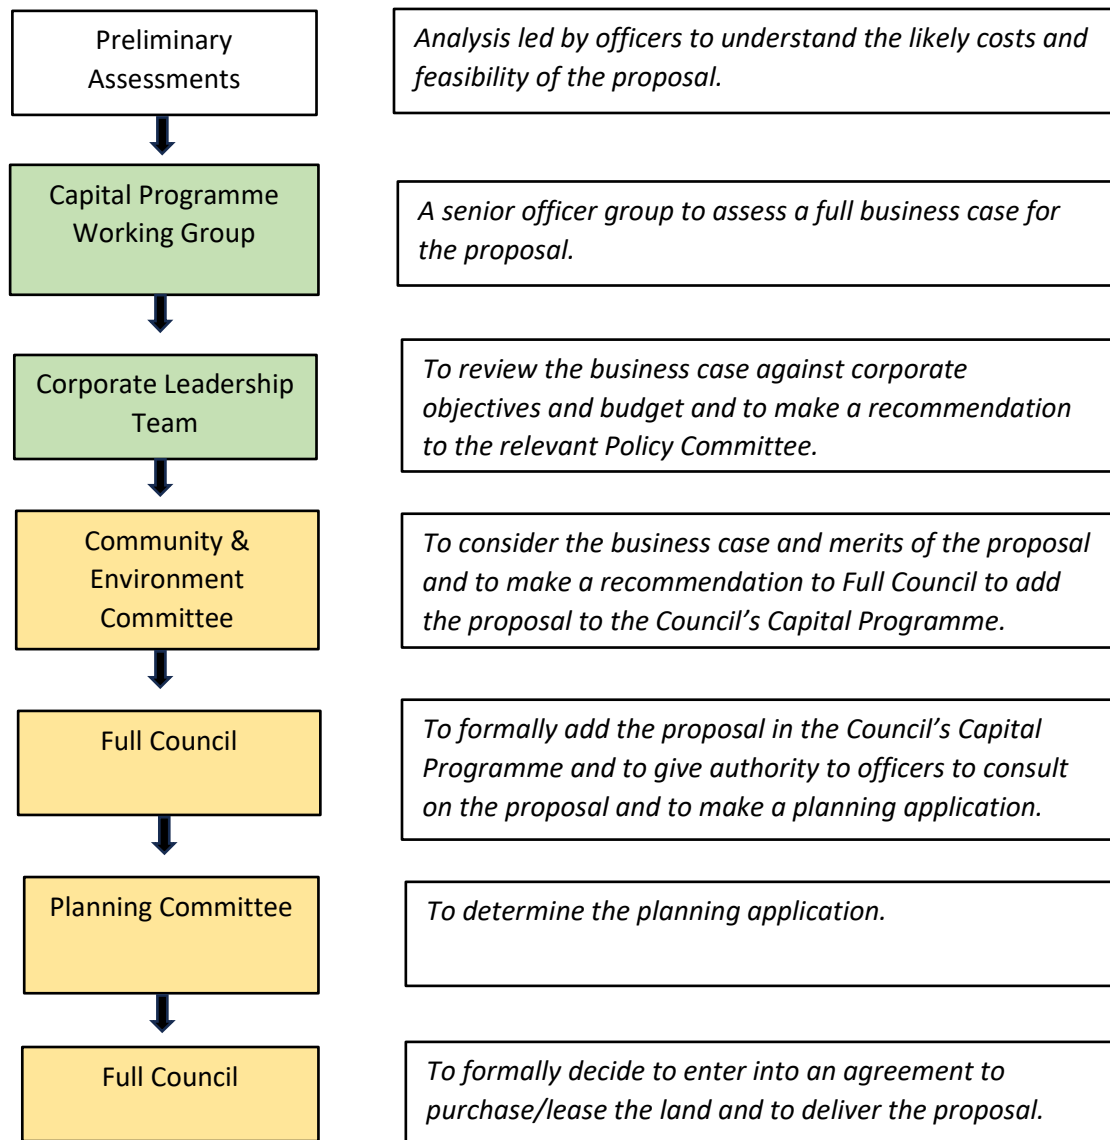 Preliminary
Assessments
Analysis led by officers to understand the likely costs and
feasibility of the proposal.
Capital Programme
Working Group
A senior officer group to assess a full business case for
the proposal.
Corporate Leadership
Team
To review the business case against corporate
objectives and budget and to make a recommendation
to the relevant Policy Committee.
Community &
Environment
Committee
To consider the business case and merits of the proposal
and to make a recommendation to Full Council to add
the proposal to the Council’s Capital Programme.
Full Council
To formally add the proposal in the Council’s Capital
Programme and to give authority to officers to consult
on the proposal and to make a planning application.
Planning Committee
To determine the planning application.
Full Council
To formally decide to enter into an agreement to
purchase/lease the land and to deliver the proposal.